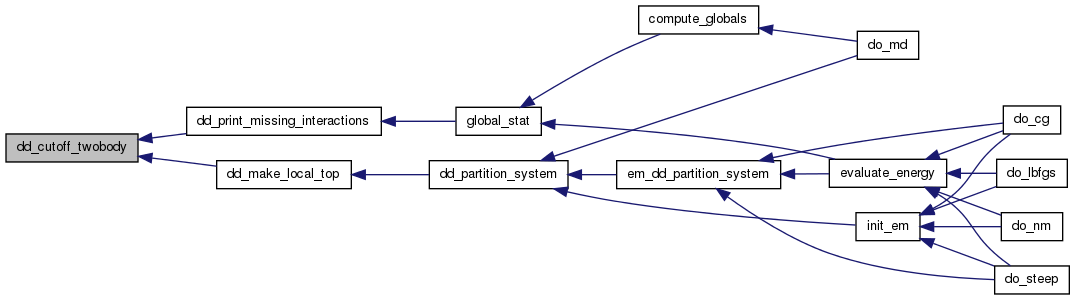 compute_globals
do_md
dd_print_missing_interactions
global_stat
do_cg
dd_cutoff_twobody
dd_make_local_top
dd_partition_system
em_dd_partition_system
evaluate_energy
do_lbfgs
init_em
do_nm
do_steep